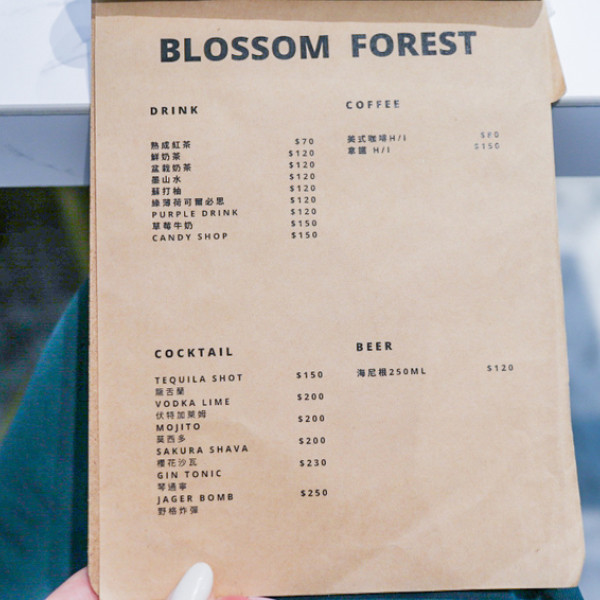 BLOSSOM FOREST
DRINK
熟成紅茶 $70
鮮奶茶 $120
盆栽奶茶 $120
墨山水 $120
蘇打柚 $120
綠薄荷可爾必思 $120
PURPLE DRINK $120
草莓牛奶 $150
CANDY SHOP $150
COFFEE
美式咖啡H/I $80
拿鐵 H/I $150
COCKTAIL
TEQUILA SHOT $150
龍舌蘭
VODKA LIME $200
伏特加萊姆
MOJITO $200
莫西多
SAKURA SHAVA $200
櫻花沙瓦
GIN TONIC $230
琴通寧
JAGER BOMB $250
野格炸彈
BEER
海尼根250ML $120